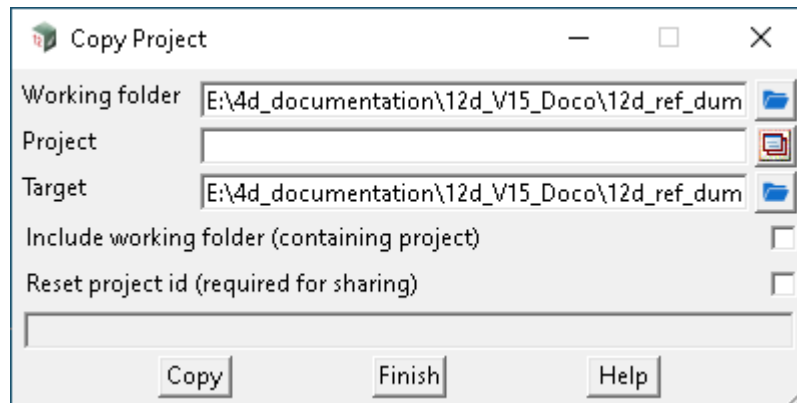 12 Copy Project
Working folder E:\4d_documentation\12d_V15_Doco\12d_ref_dum
Project
Target E:\4d_documentation\12d_V15_Doco\12d_ref_dum
Include working folder (containing project)
Reset project id (required for sharing)
Copy Finish Help